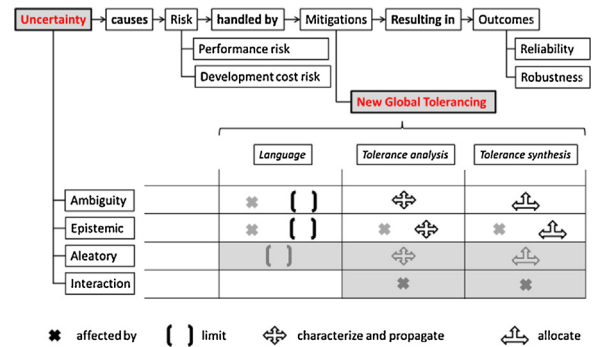 Uncertainty causes Risk handled by Mitigations Resulting in Outcomes
Performance risk Reliability
Development cost risk Robustness
New Global Tolerancing
Language Tolerance analysis Tolerance synthesis
Ambiguity
Epistemic
Aleatory
Interaction
affected by limit characterize and propagate allocate